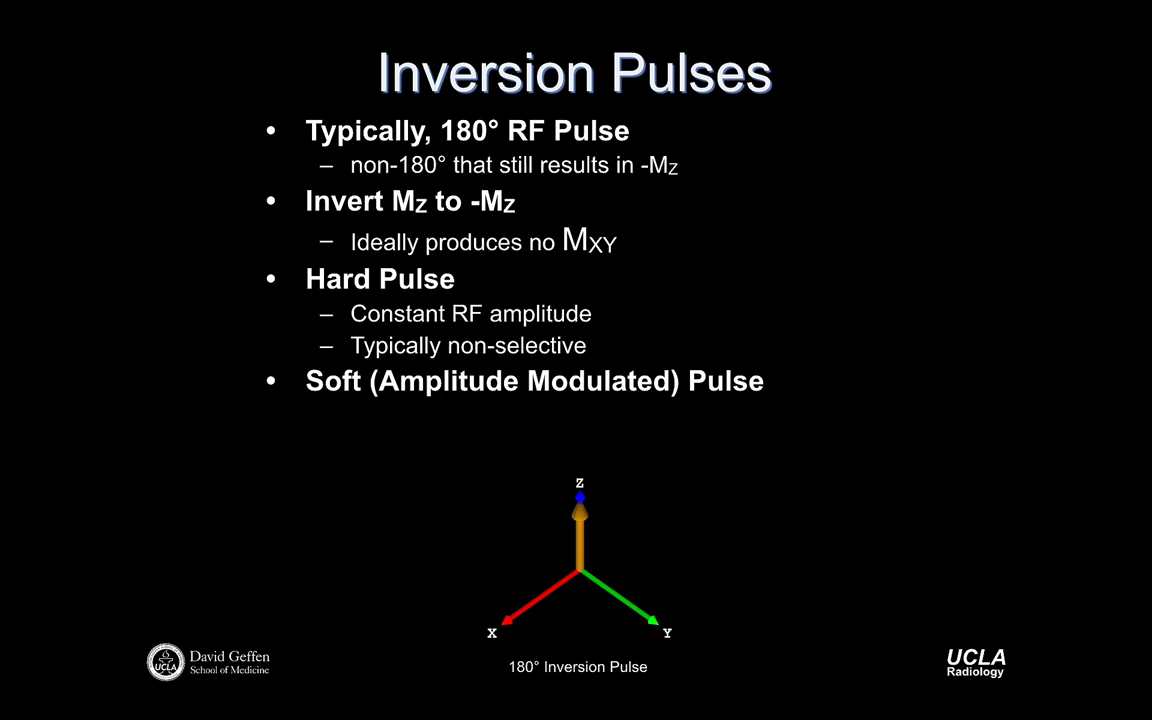 Inversion Pulses
• Typically, 180° RF Pulse
– non-180° that still results in -MZ
• Invert MZ to -MZ
– Ideally produces no MXY
• Hard Pulse
– Constant RF amplitude
– Typically non-selective
• Soft (Amplitude Modulated) Pulse
Z
X
Y
180° Inversion Pulse
UCLA
David Geffen
School of Medicine
UCLA
Radiology